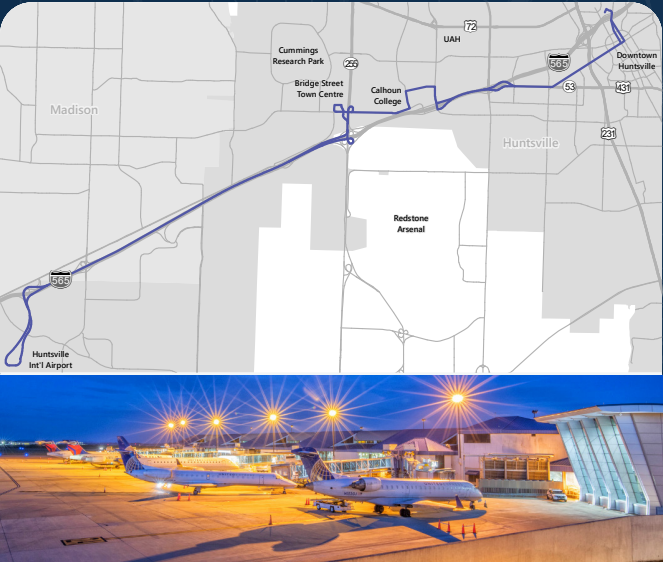 72
UAH
Cummings
Research Park
255
565
Downtown
Huntsville
Bridge Street
Town Centre
Calhoun
College
53
431
Madison
231
Huntsville
Redstone
Arsenal
565
Huntsville
Int'l Airport